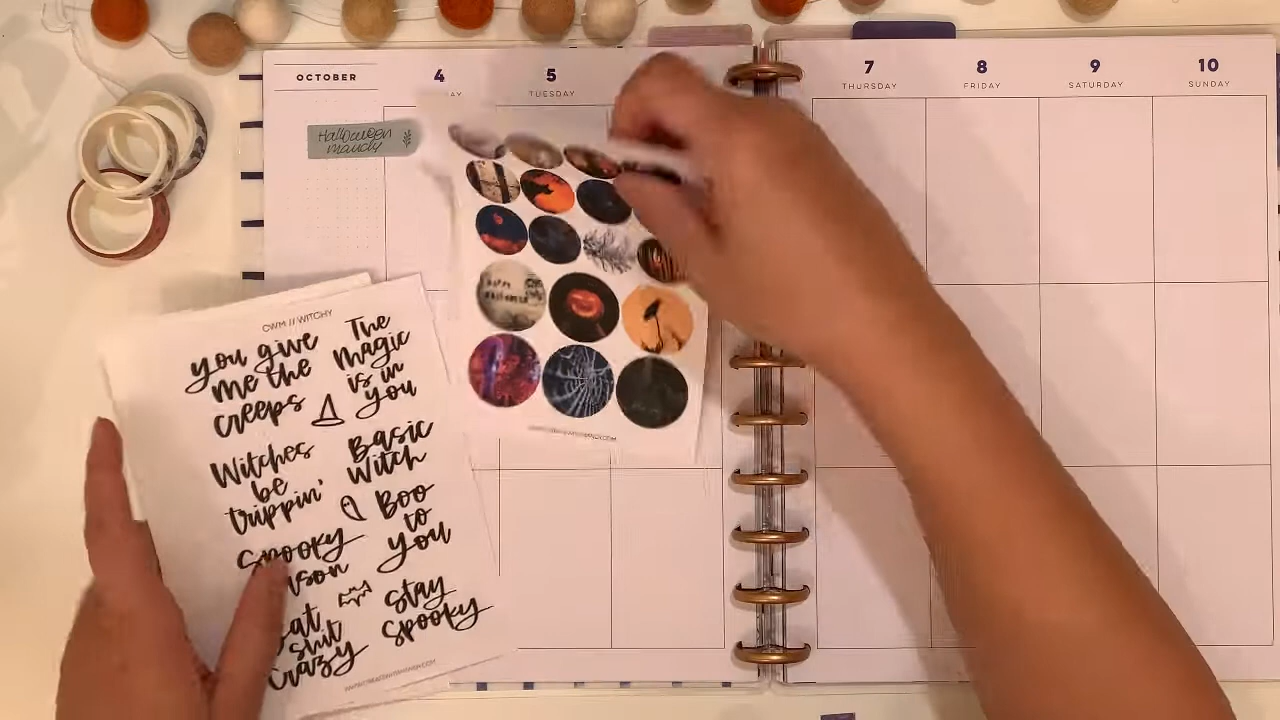 OCTOBER
4
5
TUESDAY
7
THURSDAY
8
FRIDAY
9
SATURDAY
10
SUNDAY
Halloween
CWM // WITCHY
you give
me the
creeps
The
Magic
is in
you
Witches
be
trippin'
Basic
Witch
Boo
to
you
Spooky
shit
Crazy
Stay
Spooky